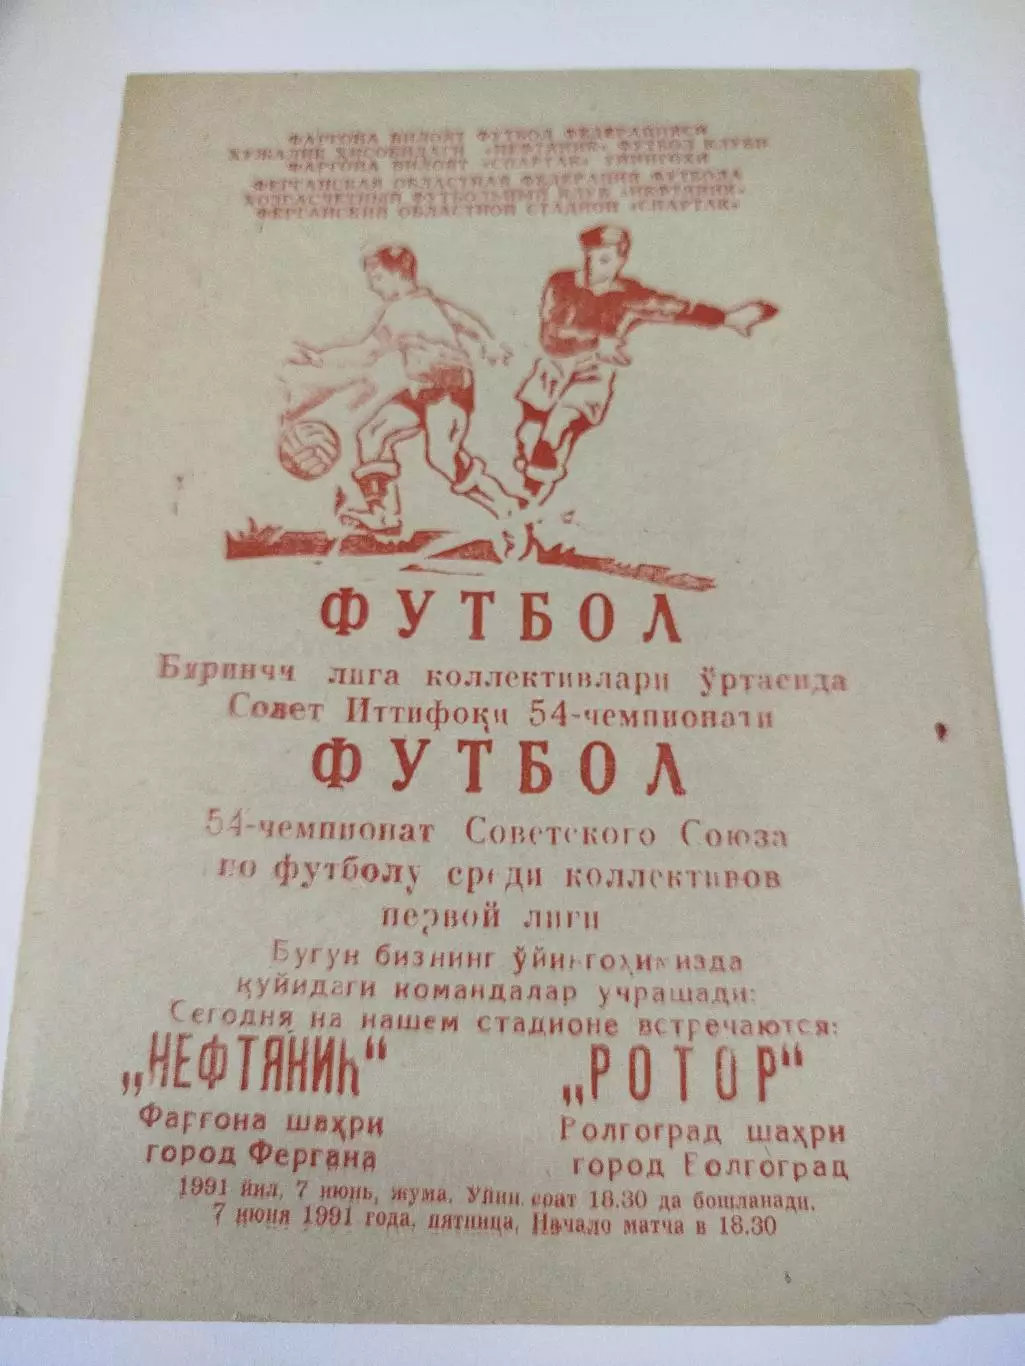 ФАРГОНА ВИЛОЯТ ФУТБОЛ ФЕДЕРАЦИЯСИ
ХУЖАЛИК ҲИСОБИДАГИ «НЕФТЯНИК» ФУТБОЛ КЛУБИ
ФАРГОНА ВИЛОЯТ «СПАРТАК» УЙИНГОҲИ
ФЕРГАНСКАЯ ОБЛАСТНАЯ ФЕДЕРАЦИЯ ФУТБОЛА
ХОЗРАСЧЕТНЫЙ ФУТБОЛЬНЫЙ КЛУБ «НЕФТЯНИК»
ФЕРГАНСКИЙ ОБЛАСТНОЙ СТАДИОН «СПАРТАК»
ФУТБОЛ
Биринчи лига коллективлари ўртасида
Совет Иттифоқи 54-чемпионати
ФУТБОЛ
54-чемпионат Советского Союза
по футболу среди коллективов
первой лиги
Бугун бизнинг ўйингоҳимизда
қуйидаги командалар учрашади:
Сегодня на нашем стадионе встречаются:
„НЕФТЯНИК“ „РОТОР“
Фарғона шаҳри Волгоград шаҳри
город Фергана город Волгоград
1991 йил, 7 июнь, жума. Уйин соат 18.30 да бошланади.
7 июня 1991 года, пятница, Начало матча в 18.30